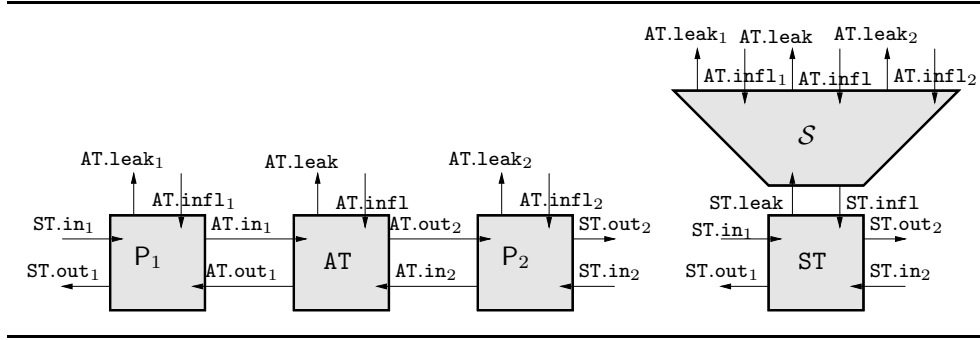 AT.leak₁ AT.leak AT.leak₂
AT.infl₁ AT.infl AT.infl₂
S
AT.leak₁ AT.leak AT.leak₂
AT.infl₁ AT.infl AT.infl₂
ST.leak ST.infl
ST.in₁ AT.in₁ AT.out₂ ST.out₂
P₁ AT P₂
ST.out₁ AT.out₁ AT.in₂ ST.in₂
ST.in₁ ST.out₂
ST
ST.out₁ ST.in₂